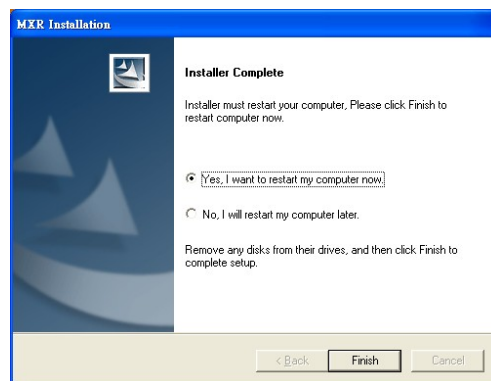 MXR Installation
Installer Complete
Installer must restart your computer, Please click Finish to
restart computer now.
Yes, I want to restart my computer now.
No, I will restart my computer later.
Remove any disks from their drives, and then click Finish to
complete setup.
< Back
Finish
Cancel